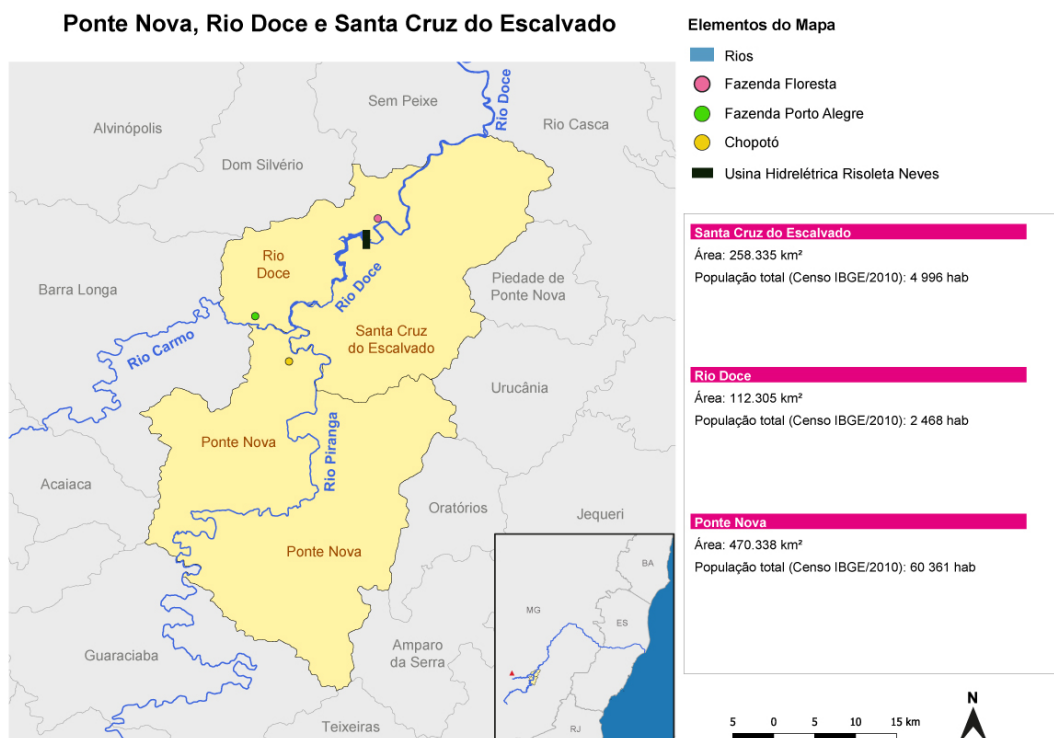 Ponte Nova, Rio Doce e Santa Cruz do Escalvado
Elementos do Mapa
Rios
Fazenda Floresta
Fazenda Porto Alegre
Chopotó
Usina Hidrelétrica Risoleta Neves
Santa Cruz do Escalvado
Área: 258.335 km²
População total (Censo IBGE/2010): 4 996 hab
Rio Doce
Área: 112.305 km²
População total (Censo IBGE/2010): 2 468 hab
Ponte Nova
Área: 470.338 km²
População total (Censo IBGE/2010): 60 361 hab
Rio Doce
Sem Peixe
Alvinópolis
Rio Casca
Dom Silvério
Rio
Doce
Rio Doce
Piedade de
Ponte Nova
Barra Longa
Rio Carmo
Santa Cruz
do Escalvado
Urucânia
Ponte Nova
Rio Piranga
Acaiaca
Oratórios
Jequeri
Ponte Nova
Guaraciaba
Amparo
da Serra
Teixeiras
BA
MG
ES
RJ
5 0 5 10 15 km
N